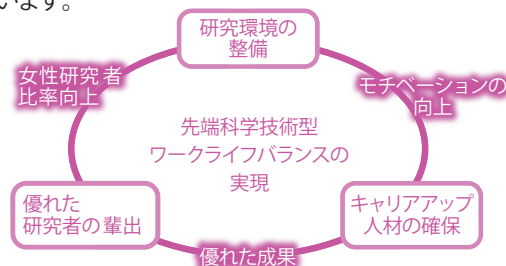 います。
研究環境の
整備
女性研究者
比率向上
モチベーションの
向上
先端科学技術型
ワークライフバランスの
実現
優れた
研究者の輩出
キャリアアップ
人材の確保
優れた成果